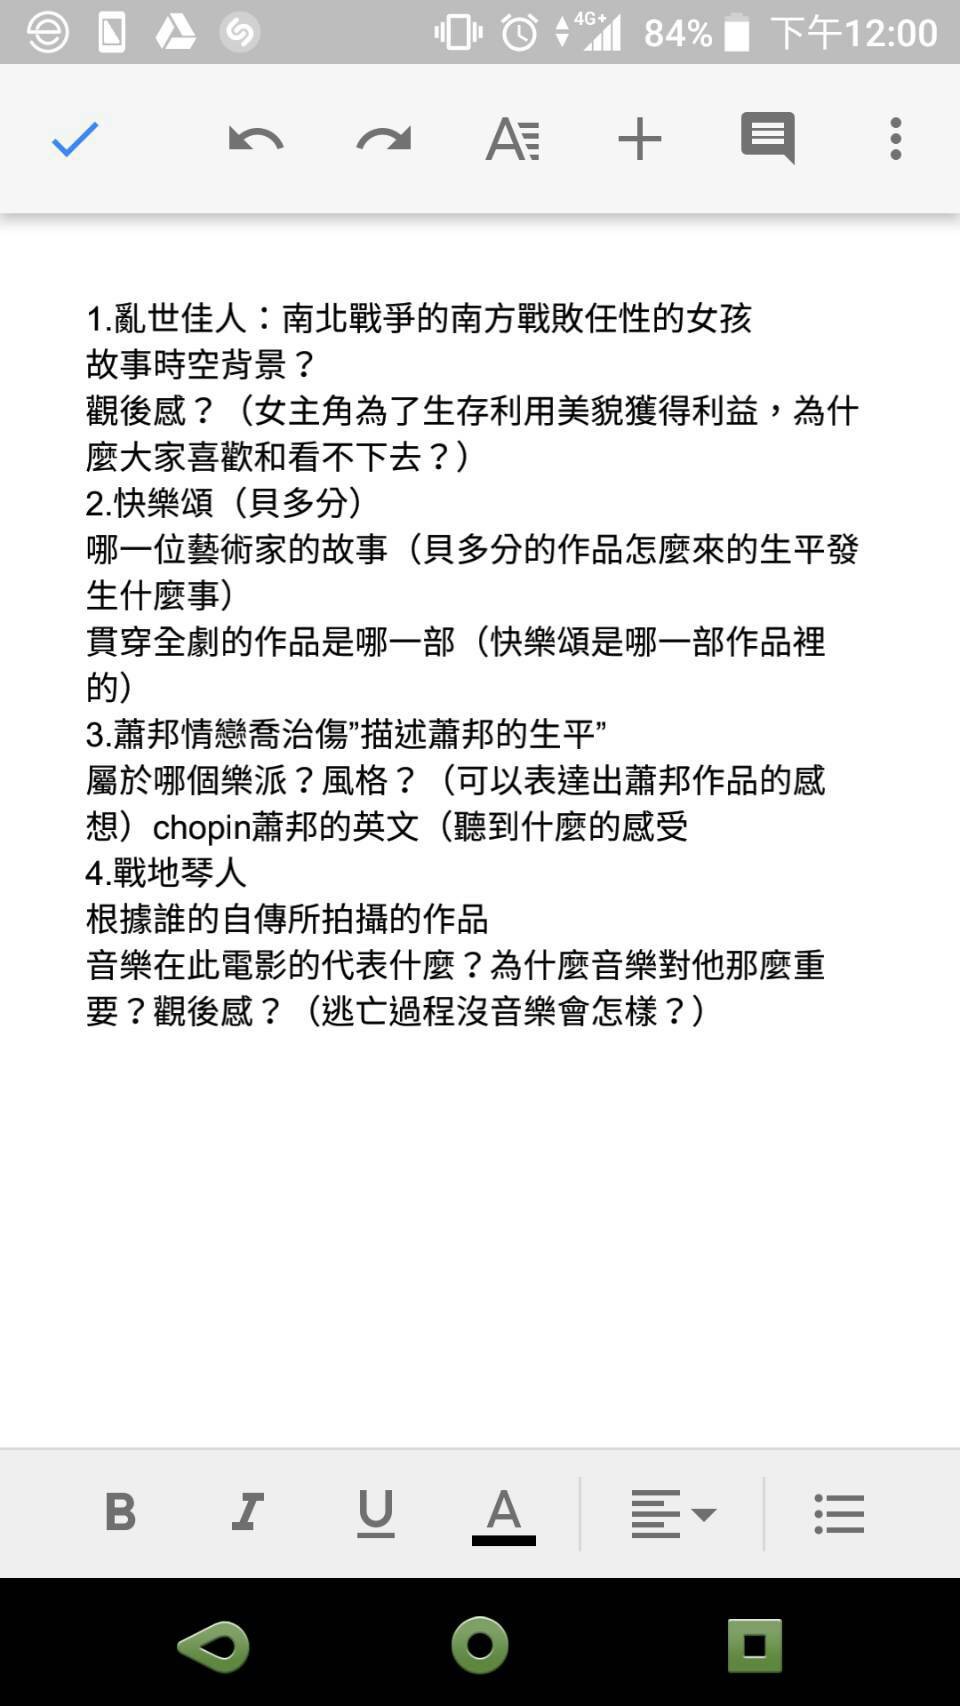 4G+ 84% 下午12:00
1.亂世佳人：南北戰爭的南方戰敗任性的女孩
故事時空背景？
觀後感？（女主角為了生存利用美貌獲得利益，為什
麼大家喜歡和看不下去？）
2.快樂頌（貝多分）
哪一位藝術家的故事（貝多分的作品怎麼來的生平發
生什麼事）
貫穿全劇的作品是哪一部（快樂頌是哪一部作品裡
的）
3.蕭邦情戀喬治傷”描述蕭邦的生平”
屬於哪個樂派？風格？（可以表達出蕭邦作品的感
想）chopin蕭邦的英文（聽到什麼的感受
4.戰地琴人
根據誰的自傳所拍攝的作品
音樂在此電影的代表什麼？為什麼音樂對他那麼重
要？觀後感？（逃亡過程沒音樂會怎樣？）
B I U A